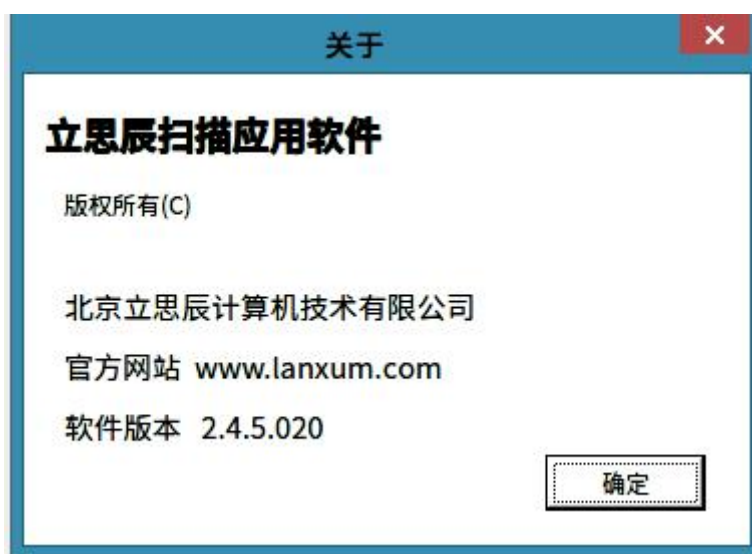 关于
立思辰扫描应用软件
版权所有(C)
北京立思辰计算机技术有限公司
官方网站 www.lanxum.com
软件版本 2.4.5.020
确定